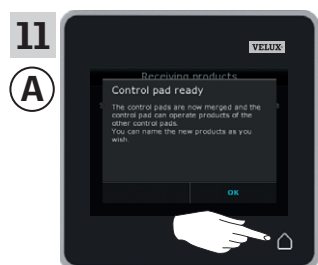 11
A
VELUX
Receiving products
Control pad ready
The control pads are now merged and the
control pad can operate products of the
other control pads.
You can name the new products as you
wish.
OK